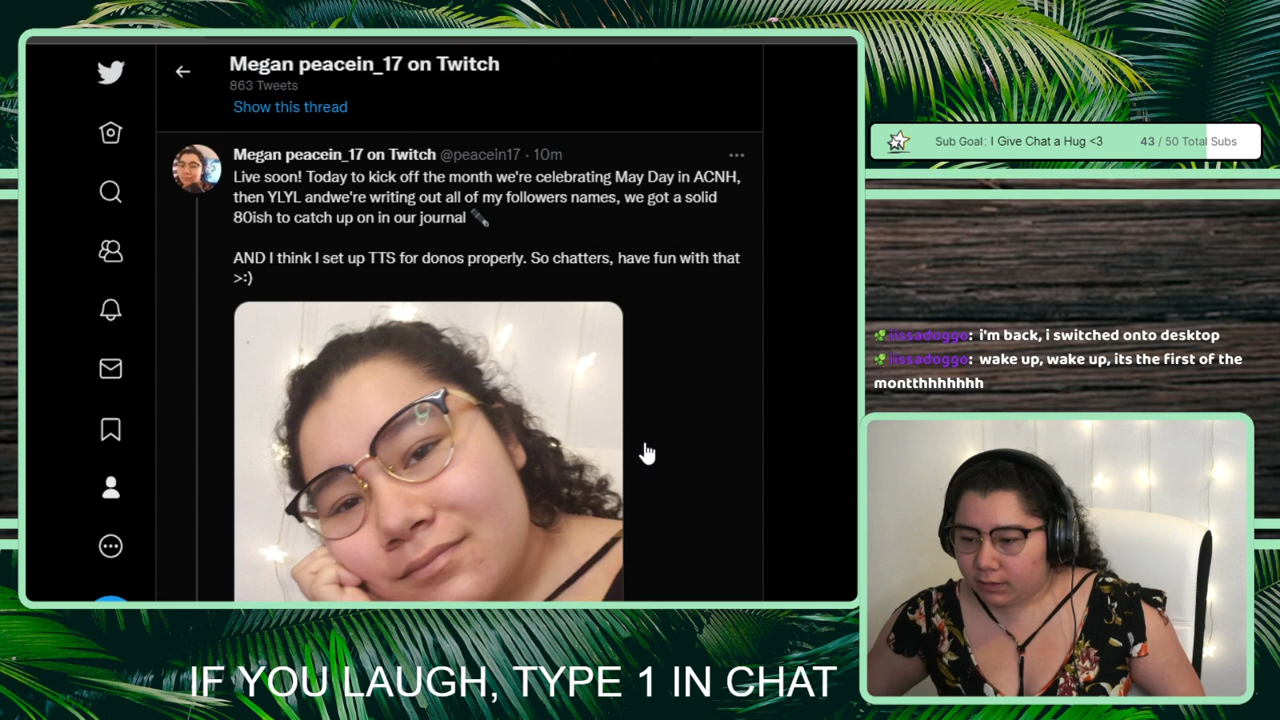 Megan peacein_17 on Twitch
863 Tweets
Show this thread
Megan peacein_17 on Twitch @peacein17 · 10m
Live soon! Today to kick off the month we're celebrating May Day in ACNH,
then YLYL andwe're writing out all of my followers names, we got a solid
80ish to catch up on in our journal
AND I think I set up TTS for donos properly. So chatters, have fun with that
>:)
Sub Goal: I Give Chat a Hug <3 43 / 50 Total Subs
iissadoggo: i'm back, i switched onto desktop
iissadoggo: wake up, wake up, its the first of the
montthhhhhhh
IF YOU LAUGH, TYPE 1 IN CHAT